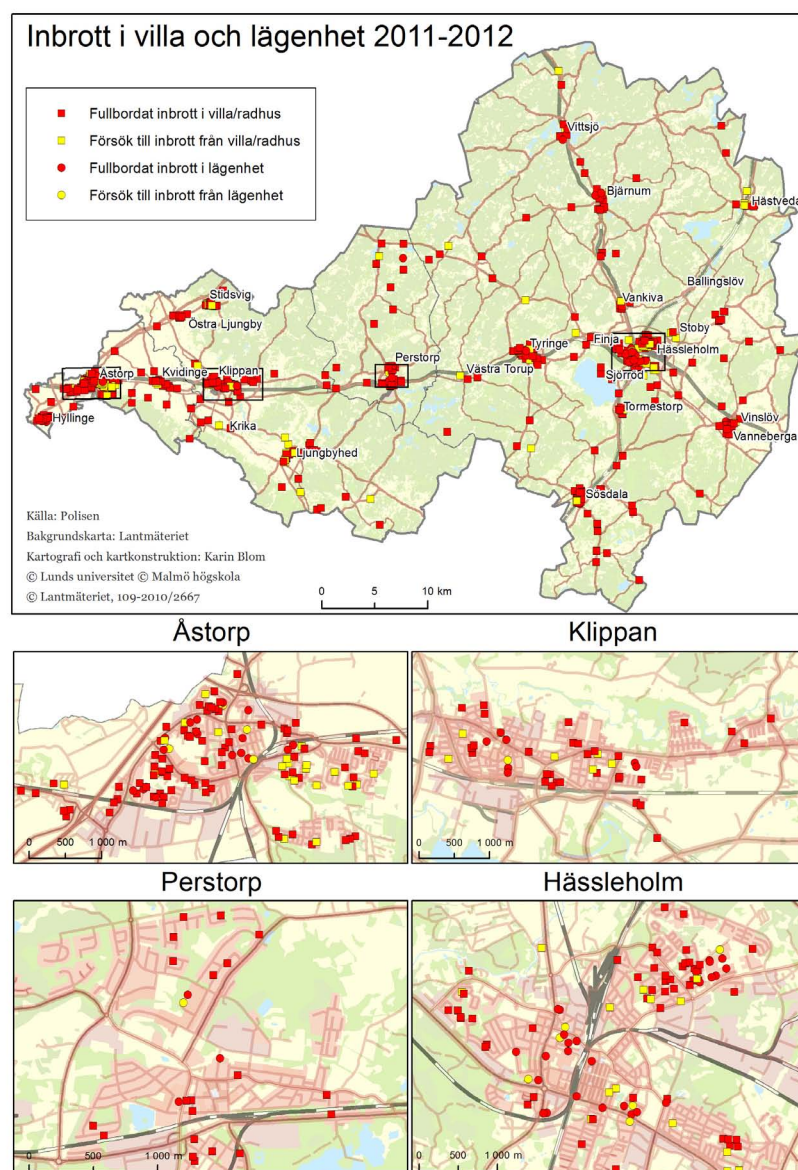 Inbrott i villa och lägenhet 2011-2012
Fullbordat inbrott i villa/radhus
Försök till inbrott från villa/radhus
Fullbordat inbrott i lägenhet
Försök till inbrott från lägenhet
Vittsjö
Bjärnum
Hästveda
Ballingslöv
Stidsvig
Östra Ljungby
Vankiva
Stoby
Finja
Hässleholm
Tyringe
Perstorp
Västra Torup
Sjörröd
Åstorp
Kvidinge
Klippan
Tormestorp
Hyllinge
Krika
Vinslöv
Vanneberga
Ljungbyhed
Sösdala
Källa: Polisen
Bakgrundskarta: Lantmäteriet
Kartografi och kartkonstruktion: Karin Blom
© Lunds universitet © Malmö högskola
© Lantmäteriet, 109-2010/2667
0 5 10 km
Åstorp
Klippan
0 500 1 000 m
0 500 1 000 m
Perstorp
Hässleholm
0 500 1 000 m
0 500 1 000 m